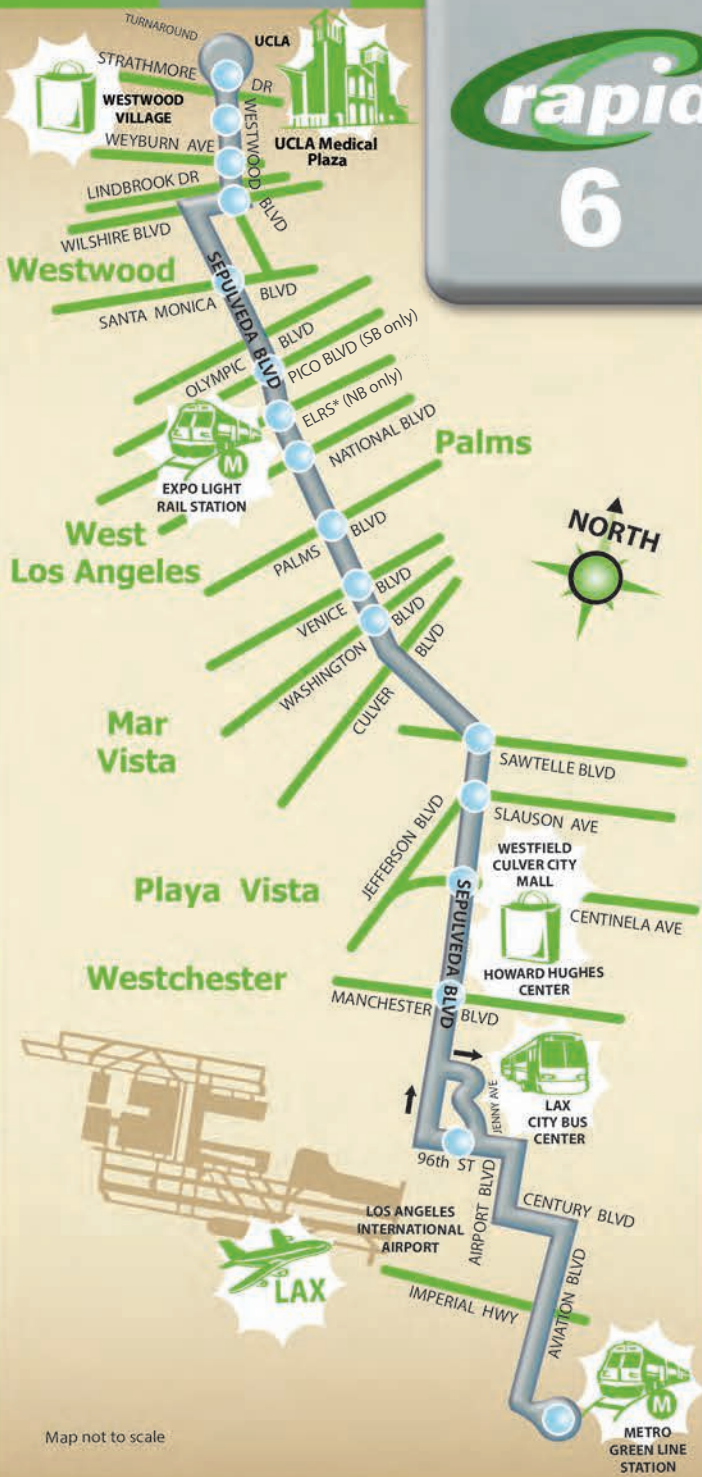 TURNAROUND
UCLA
rapid
6
STRATHMORE DR
WESTWOOD
VILLAGE
WESTWOOD BLVD
UCLA Medical
Plaza
WEYBURN AVE
LINDBROOK DR
WILSHIRE BLVD
Westwood
SEPULVEDA BLVD
SANTA MONICA BLVD
OLYMPIC BLVD
PICO BLVD (SB only)
ELRS* (NB only)
M
EXPO LIGHT
RAIL STATION
NATIONAL BLVD
Palms
West
Los Angeles
NORTH
PALMS BLVD
VENICE BLVD
WASHINGTON BLVD
CULVER BLVD
Mar
Vista
SAWTELLE BLVD
JEFFERSON BLVD
SLAUSON AVE
WESTFIELD
CULVER CITY
MALL
Playa Vista
SEPULVEDA BLVD
CENTINELA AVE
HOWARD HUGHES
CENTER
Westchester
MANCHESTER BLVD
JENNY AVE
LAX
CITY BUS
CENTER
96th ST
AIRPORT BLVD
LOS ANGELES
INTERNATIONAL
AIRPORT
CENTURY BLVD
LAX
IMPERIAL HWY
AVIATION BLVD
M
METRO
GREEN LINE
STATION
Map not to scale